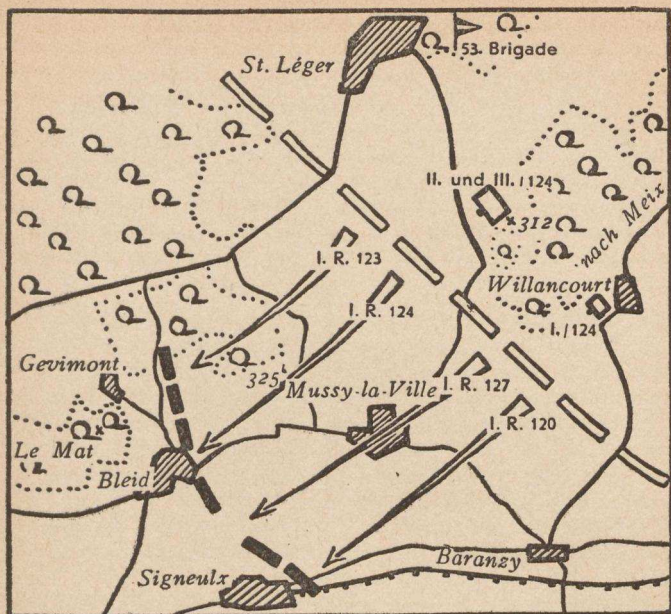 53. Brigade
St. Léger
II. und III./124
312
nach Meix
I. R. 123
Willancourt
I. R. 124
I./124
Gevimont
325
Mussy-la-Ville
I. R. 127
I. R. 120
Le Mat
Bleid
Baranzy
Signeulx